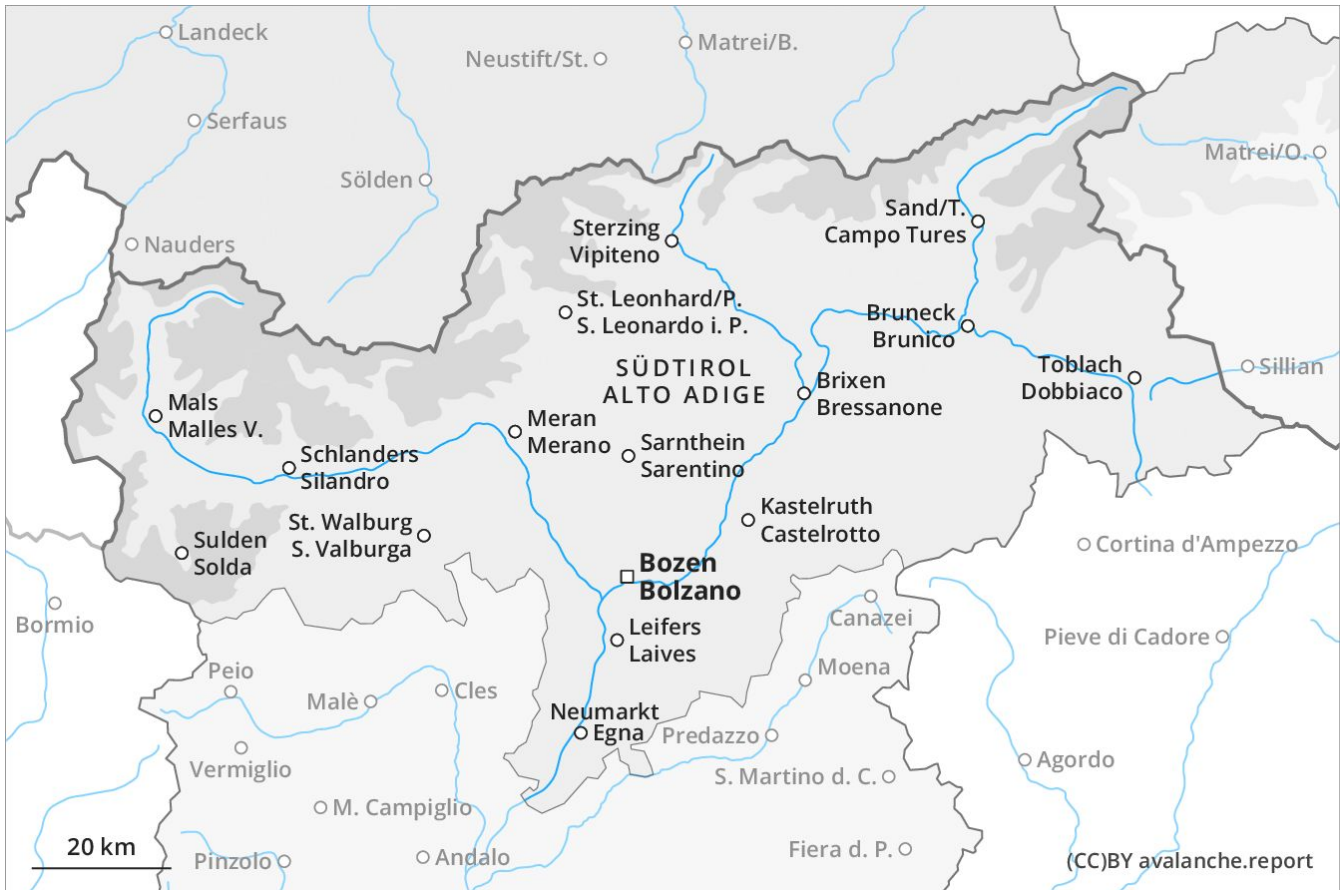 Landeck
Matrei/B.
Neustift/St.
Serfaus
Matrei/O.
Sölden
Sand/T.
Campo Tures
Nauders
Sterzing
Vipiteno
St. Leonhard/P.
S. Leonardo i. P.
Bruneck
Brunico
SÜDTIROL
ALTO ADIGE
Toblach
Dobbiaco
Sillian
Brixen
Bressanone
Mals
Malles V.
Meran
Merano
Sarnthein
Sarentino
Schlanders
Silandro
Kastelruth
Castelrotto
St. Walburg
S. Valburga
Sulden
Solda
Cortina d'Ampezzo
Bozen
Bolzano
Bormio
Canazei
Leifers
Laives
Pieve di Cadore
Peio
Moena
Malè
Cles
Neumarkt
Egna
Predazzo
Vermiglio
Agordo
S. Martino d. C.
M. Campiglio
20 km
Pinzolo
Andalo
Fiera d. P.
(CC)BY avalanche.report